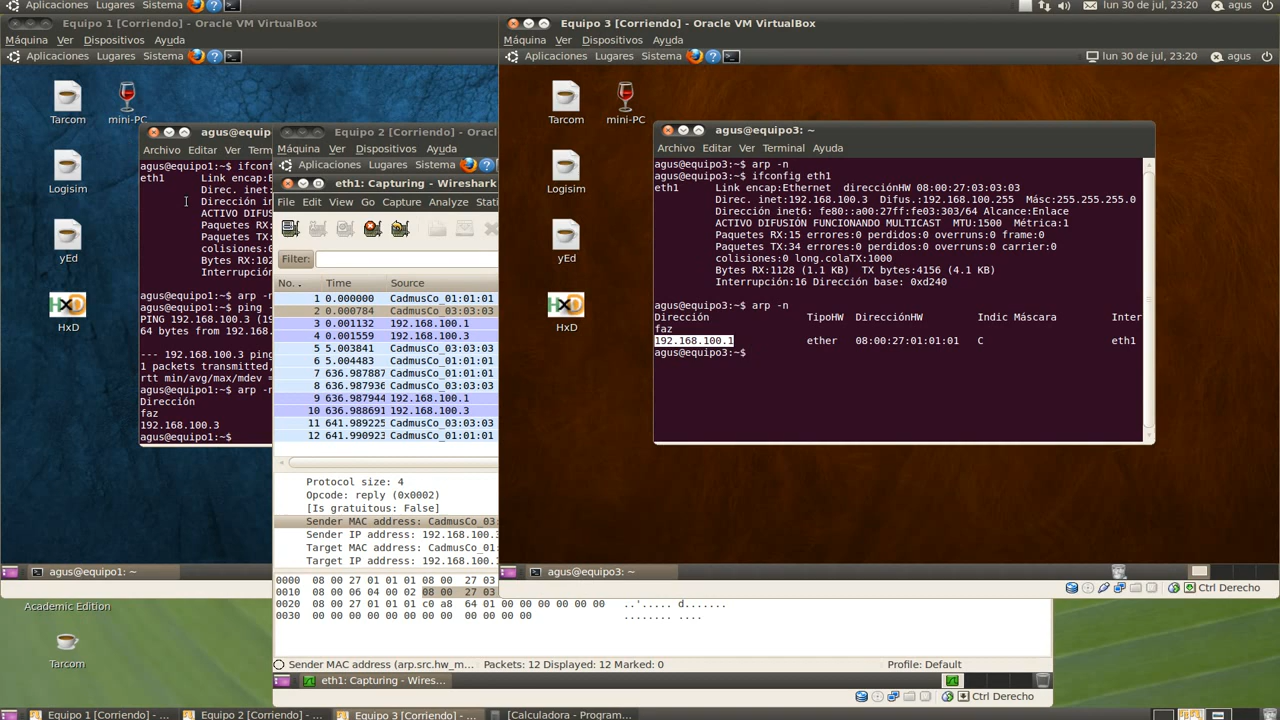 Aplicaciones Lugares Sistema lun 30 de jul, 23:20 agus
Equipo 1 [Corriendo] - Oracle VM VirtualBox
Máquina Ver Dispositivos Ayuda
Aplicaciones Lugares Sistema
Tarcom
mini-PC
Logisim
yEd
HxD
agus@equip
Archivo Editar Ver Ter
agus@equipo1:~$ ifconf
eth1 Link encap:E
Direc. inet:
Dirección in
ACTIVO DIFUS
Paquetes RX:
Paquetes TX:
colisiones:0
Bytes RX:102
Interrupción
agus@equipo1:~$ arp -n
agus@equipo1:~$ ping -
PING 192.168.100.3 (19
64 bytes from 192.168.
--- 192.168.100.3 ping
1 packets transmitted,
rtt min/avg/max/mdev =
agus@equipo1:~$ arp -n
Dirección
faz
192.168.100.3
agus@equipo1:~$
agus@equipo1: ~
Academic Edition
Tarcom
Equipo 2 [Corriendo] - Oracl
Máquina Ver Dispositivos Ayuda
Aplicaciones Lugares Sistema
eth1: Capturing - Wireshark
File Edit View Go Capture Analyze Stati
Filter:
No. . Time Source
1 0.000000 CadmusCo_01:01:01
2 0.000784 CadmusCo_03:03:03
3 0.001132 192.168.100.1
4 0.001559 192.168.100.3
5 5.003841 CadmusCo_03:03:03
6 5.004483 CadmusCo_01:01:01
7 636.987887 CadmusCo_01:01:01
8 636.987936 CadmusCo_03:03:03
9 636.987944 192.168.100.1
10 636.988691 192.168.100.3
11 641.989225 CadmusCo_03:03:03
12 641.990923 CadmusCo_01:01:01
Protocol size: 4
Opcode: reply (0x0002)
[Is gratuitous: False]
Sender MAC address: CadmusCo_03:
Sender IP address: 192.168.100.3
Target MAC address: CadmusCo_01:
Target IP address: 192.168.100.
0000 08 00 27 01 01 01 08 00 27 03
0010 08 00 06 04 00 02 08 00 27 03
0020 08 00 27 01 01 01 c0 a8 64 01 00 00 00 00 00 00 ..'..... d.......
0030 00 00 00 00 00 00 00 00 00 00 00 00 ........ ....
Sender MAC address (arp.src.hw_m... Packets: 12 Displayed: 12 Marked: 0 Profile: Default
eth1: Capturing - Wires...
Ctrl Derecho
Equipo 3 [Corriendo] - Oracle VM VirtualBox
Máquina Ver Dispositivos Ayuda
Aplicaciones Lugares Sistema lun 30 de jul, 23:20 agus
Tarcom
mini-PC
Logisim
yEd
HxD
agus@equipo3: ~
Archivo Editar Ver Terminal Ayuda
agus@equipo3:~$ arp -n
agus@equipo3:~$ ifconfig eth1
eth1 Link encap:Ethernet direcciónHW 08:00:27:03:03:03
Direc. inet:192.168.100.3 Difus.:192.168.100.255 Másc:255.255.255.0
Dirección inet6: fe80::a00:27ff:fe03:303/64 Alcance:Enlace
ACTIVO DIFUSIÓN FUNCIONANDO MULTICAST MTU:1500 Métrica:1
Paquetes RX:15 errores:0 perdidos:0 overruns:0 frame:0
Paquetes TX:34 errores:0 perdidos:0 overruns:0 carrier:0
colisiones:0 long.colaTX:1000
Bytes RX:1128 (1.1 KB) TX bytes:4156 (4.1 KB)
Interrupción:16 Dirección base: 0xd240
agus@equipo3:~$ arp -n
Dirección TipoHW DirecciónHW Indic Máscara Inter
faz
192.168.100.1 ether 08:00:27:01:01:01 C eth1
agus@equipo3:~$
agus@equipo3: ~
Ctrl Derecho
Equipo 1 [Corriendo] - ... Equipo 2 [Corriendo] - ... Equipo 3 [Corriendo] - ... [Calculadora - Program...